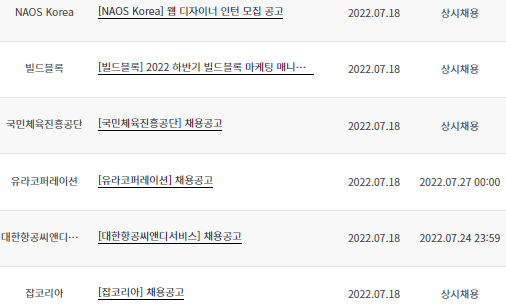 NAOS Korea [NAOS Korea] 웹 디자이너 인턴 모집 공고 2022.07.18 상시채용
빌드블록 [빌드블록] 2022 하반기 빌드블록 마케팅 매니… 2022.07.18 상시채용
국민체육진흥공단 [국민체육진흥공단] 채용공고 2022.07.18 상시채용
유라코퍼레이션 [유라코퍼레이션] 채용공고 2022.07.18 2022.07.27 00:00
대한항공씨앤디… [대한항공씨앤디서비스] 채용공고 2022.07.18 2022.07.24 23:59
잡코리아 [잡코리아] 채용공고 2022.07.18 상시채용